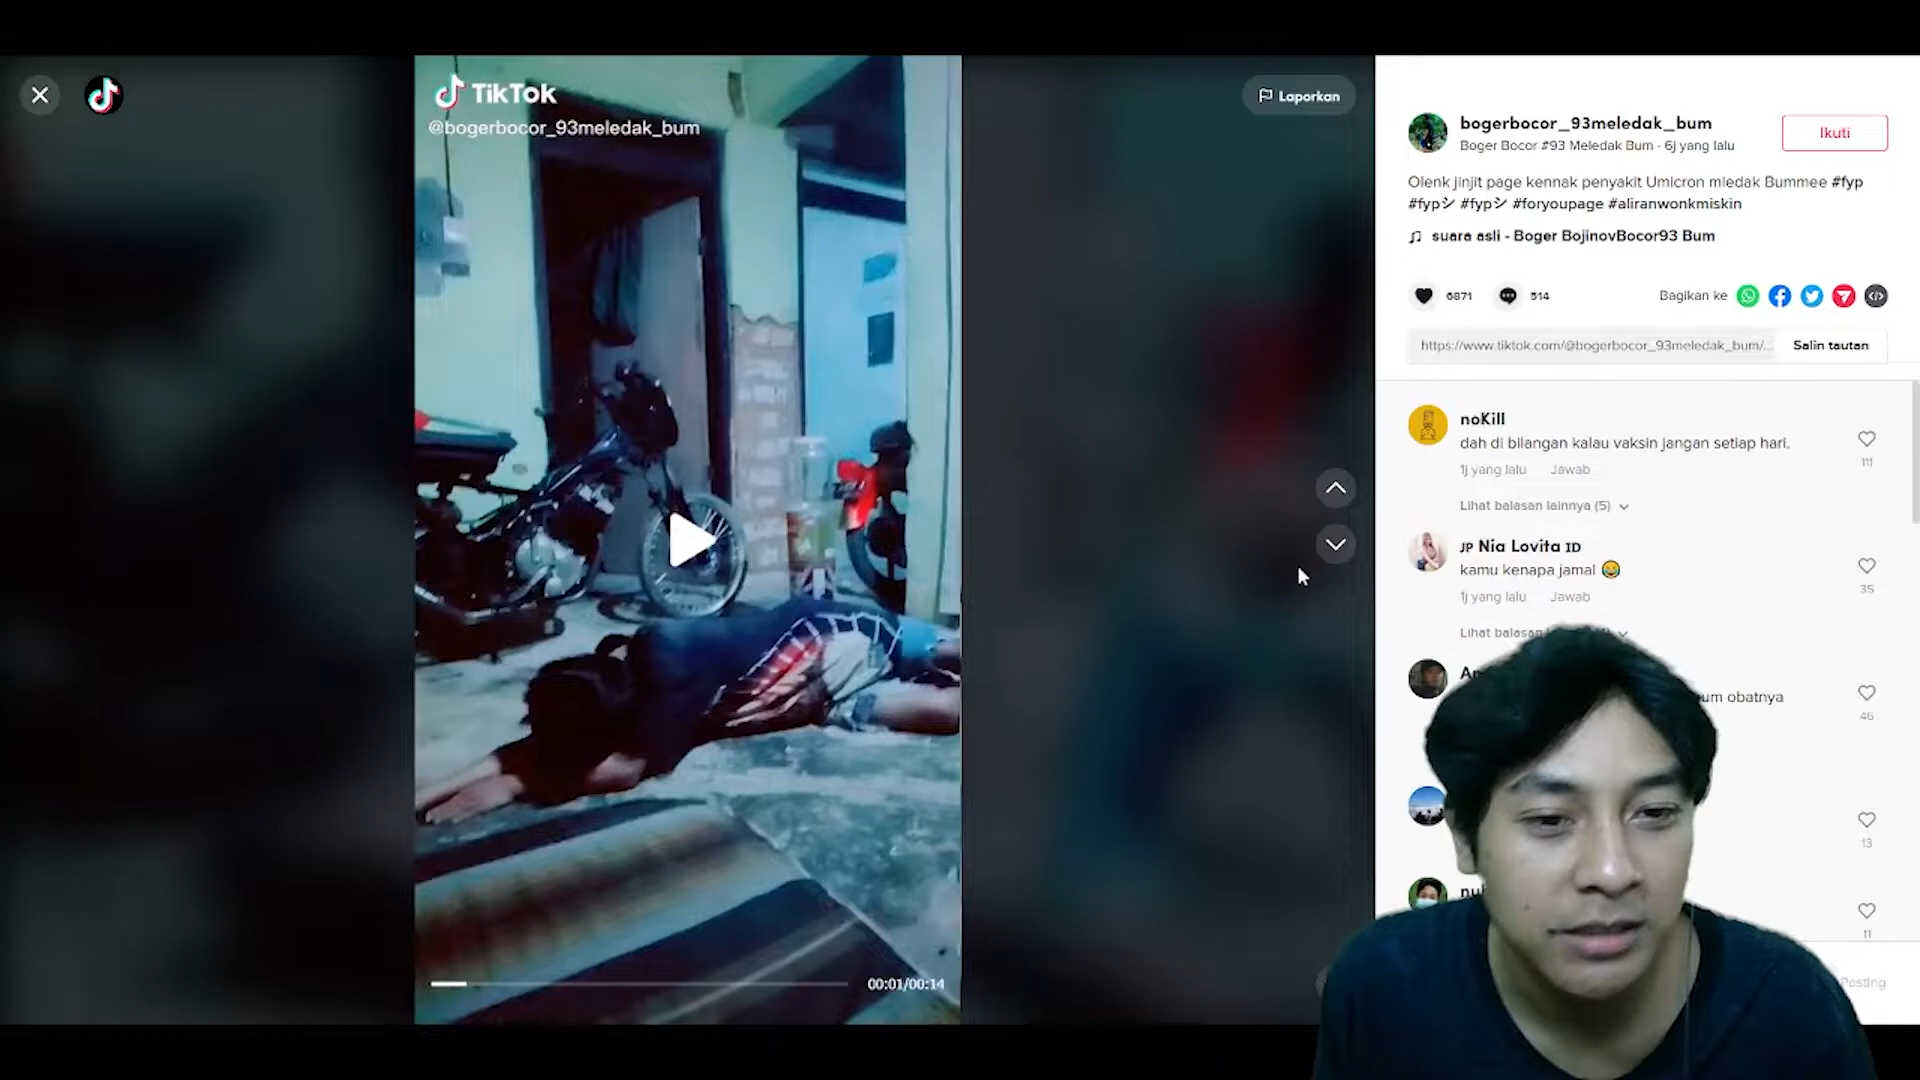 TikTok
@bogerbocor_93meledak_bum
Laporkan
bogerbocor_93meledak_bum
Boger Bocor #93 Meledak Bum · 6j yang lalu
Ikuti
Olenk jinjit page kennak penyakit Umicron mledak Bummee #fyp
#fypシ #fypシ #foryoupage #aliranwonkmiskin
suara asli - Boger BojinovBocor93 Bum
6871
514
Bagikan ke
https://www.tiktok.com/@bogerbocor_93meledak_bum/...
Salin tautan
noKill
dah di bilangan kalau vaksin jangan setiap hari.
111
1j yang lalu Jawab
Lihat balasan lainnya (5)
JP Nia Lovita ID
kamu kenapa jamal 😂
35
1j yang lalu Jawab
Lihat balasan
obatnya
46
13
11
00:01/00:14
Posting